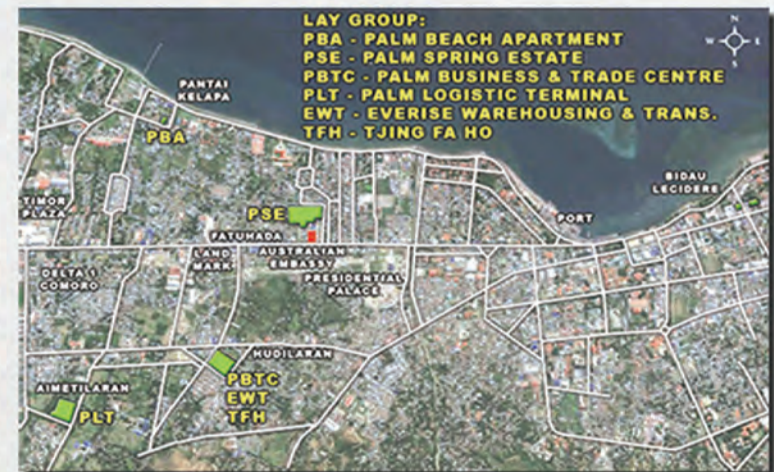 LAY GROUP:
PBA - PALM BEACH APARTMENT
PSE - PALM SPRING ESTATE
PBTC - PALM BUSINESS & TRADE CENTRE
PLT - PALM LOGISTIC TERMINAL
EWT - EVERISE WAREHOUSING & TRANS.
TFH - TJING FA HO
N
W
E
S
PANTAI
KELAPA
PBA
TIMOR
PLAZA
PSE
FATUHADA
LAND
MARK
AUSTRALIAN
EMBASSY
PRESIDENTIAL
PALACE
PORT
BIDAU
LECIDERE
DELTA 1
COMORO
HUDILARAN
PBTC
EWT
TFH
AIMETILARAN
PLT